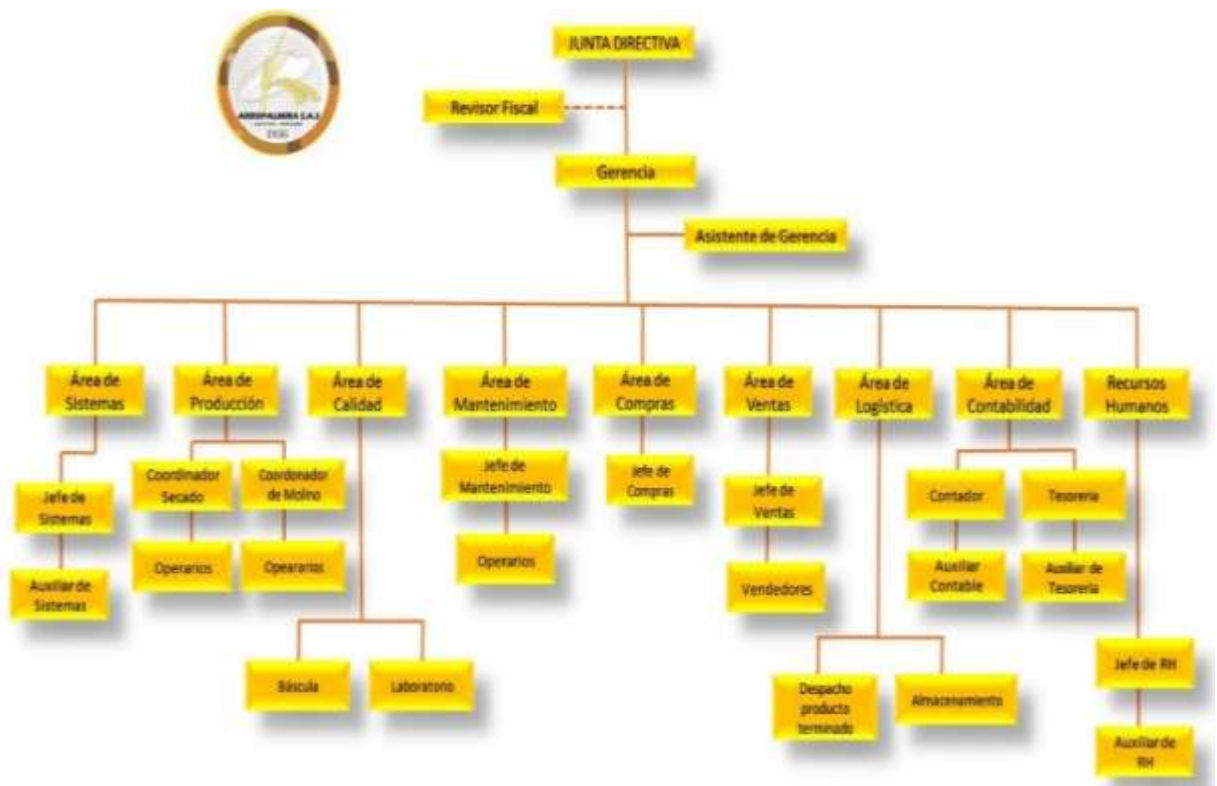 JUNTA DIRECTIVA
Revisor Fiscal
Gerencia
Asistente de Gerencia
Área de
Sistemas
Área de
Producción
Área de
Calidad
Área de
Mantenimiento
Área de
Compras
Área de
Ventas
Área de
Logística
Área de
Contabilidad
Recursos
Humanos
Jefe de
Sistemas
Auxiliar de
Sistemas
Coordinador
Secado
Operarios
Coordonador
de Molino
Opeararios
Báscula
Laboratorio
Jefe de
Mantenimiento
Operarios
Jefe de
Compras
Jefe de
Ventas
Vendedores
Despacho
producto
terminado
Almacenamiento
Contador
Auxiliar
Contable
Tesoreria
Auxiliar de
Tesoreria
Jefe de RH
Auxiliar de
RH